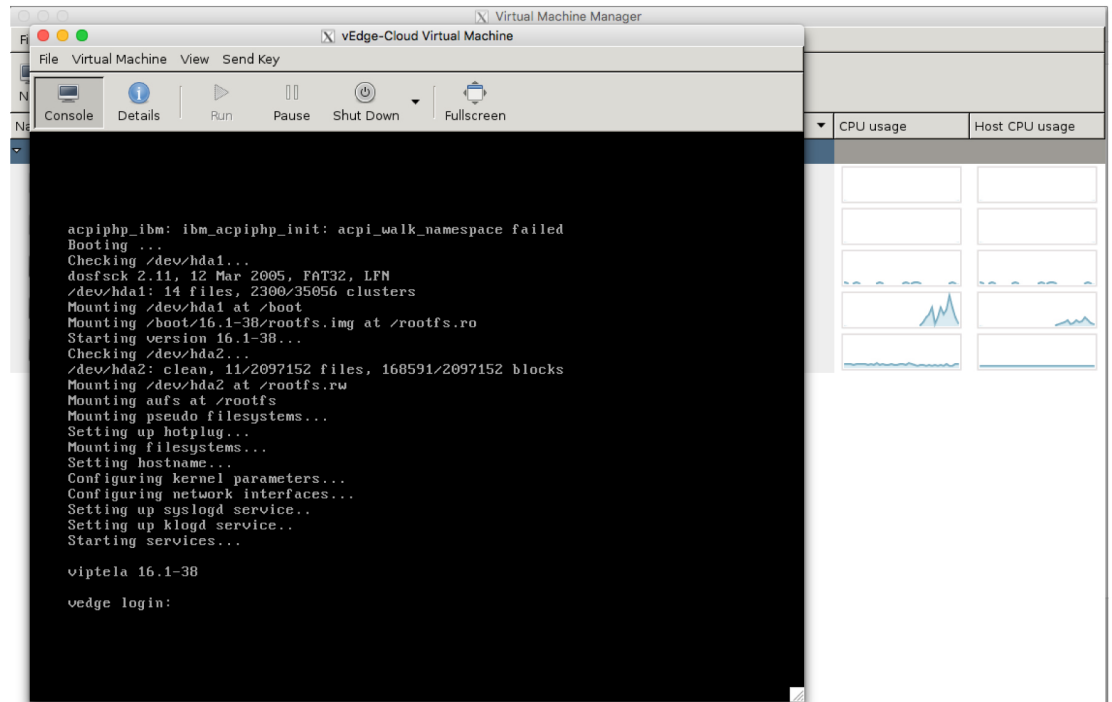 Virtual Machine Manager
vEdge-Cloud Virtual Machine
File Virtual Machine View Send Key
Console Details Run Pause Shut Down Fullscreen
CPU usage Host CPU usage
acpiphp_ibm: ibm_acpiphp_init: acpi_walk_namespace failed
Booting ...
Checking /dev/hda1...
dosfsck 2.11, 12 Mar 2005, FAT32, LFN
/dev/hda1: 14 files, 2300/35056 clusters
Mounting /dev/hda1 at /boot
Mounting /boot/16.1-38/rootfs.img at /rootfs.ro
Starting version 16.1-38...
Checking /dev/hda2...
/dev/hda2: clean, 11/2097152 files, 168591/2097152 blocks
Mounting /dev/hda2 at /rootfs.rw
Mounting aufs at /rootfs
Mounting pseudo filesystems...
Setting up hotplug...
Mounting filesystems...
Setting hostname...
Configuring kernel parameters...
Configuring network interfaces...
Setting up syslogd service..
Setting up klogd service..
Starting services...
viptela 16.1-38
vedge login: